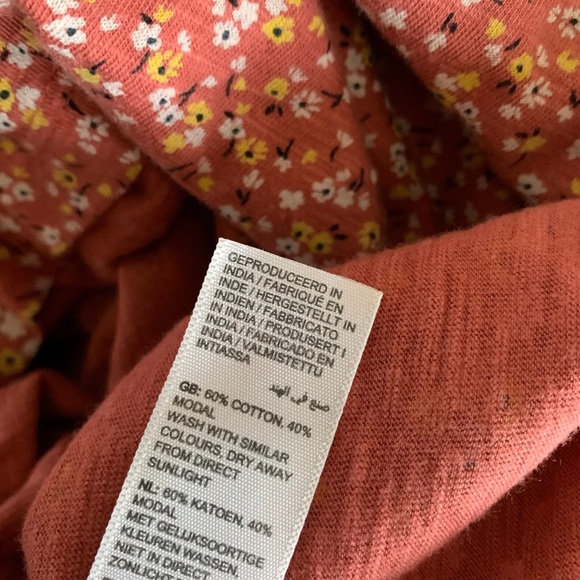 GEPRODUCEERD IN
INDIA / FABRIQUÉ EN
INDE / HERGESTELLT IN
INDIEN / FABBRICATO
IN INDIA / PRODUSERT I
INDIA / FABRICADO EN
INDIA / VALMISTETTU
INTIASSA
صنع في الهند
GB: 60% COTTON, 40%
MODAL
WASH WITH SIMILAR
COLOURS, DRY AWAY
FROM DIRECT
SUNLIGHT
NL: 60% KATOEN, 40%
MODAL
MET GELIJKSOORTIGE
KLEUREN WASSEN,
NIET IN DIRECT
ZONLICHT